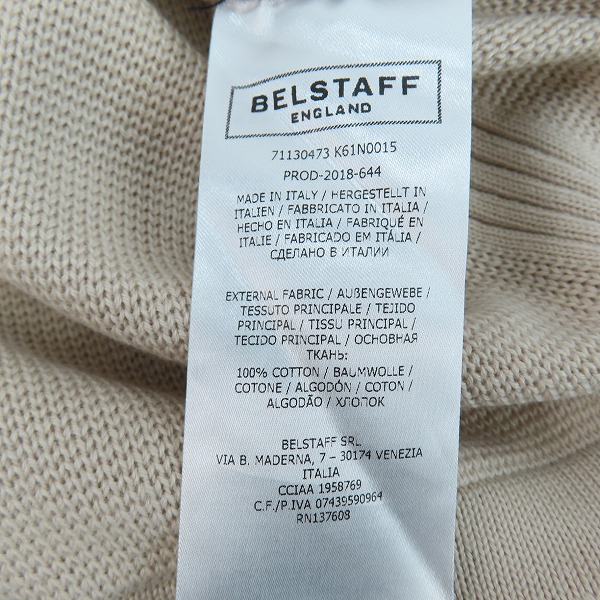 BELSTAFF
ENGLAND
71130473 K61N0015
PROD-2018-644
MADE IN ITALY / HERGESTELLT IN
ITALIEN / FABBRICATO IN ITALIA /
HECHO EN ITALIA / FABRIQUÉ EN
ITALIE / FABRICADO EM ITÁLIA /
СДЕЛАНО В ИТАЛИИ
EXTERNAL FABRIC / AUßENGEWEBE /
TESSUTO PRINCIPALE / TEJIDO
PRINCIPAL / TISSU PRINCIPAL /
TECIDO PRINCIPAL / ОСНОВНАЯ
ТКАНЬ:
100% COTTON / BAUMWOLLE /
COTONE / ALGODÓN / COTON /
ALGODÃO / ХЛОПОК
BELSTAFF SRL
VIA B. MADERNA, 7 – 30174 VENEZIA
ITALIA
CCIAA 1958769
C.F./P.IVA 07439590964
RN137608